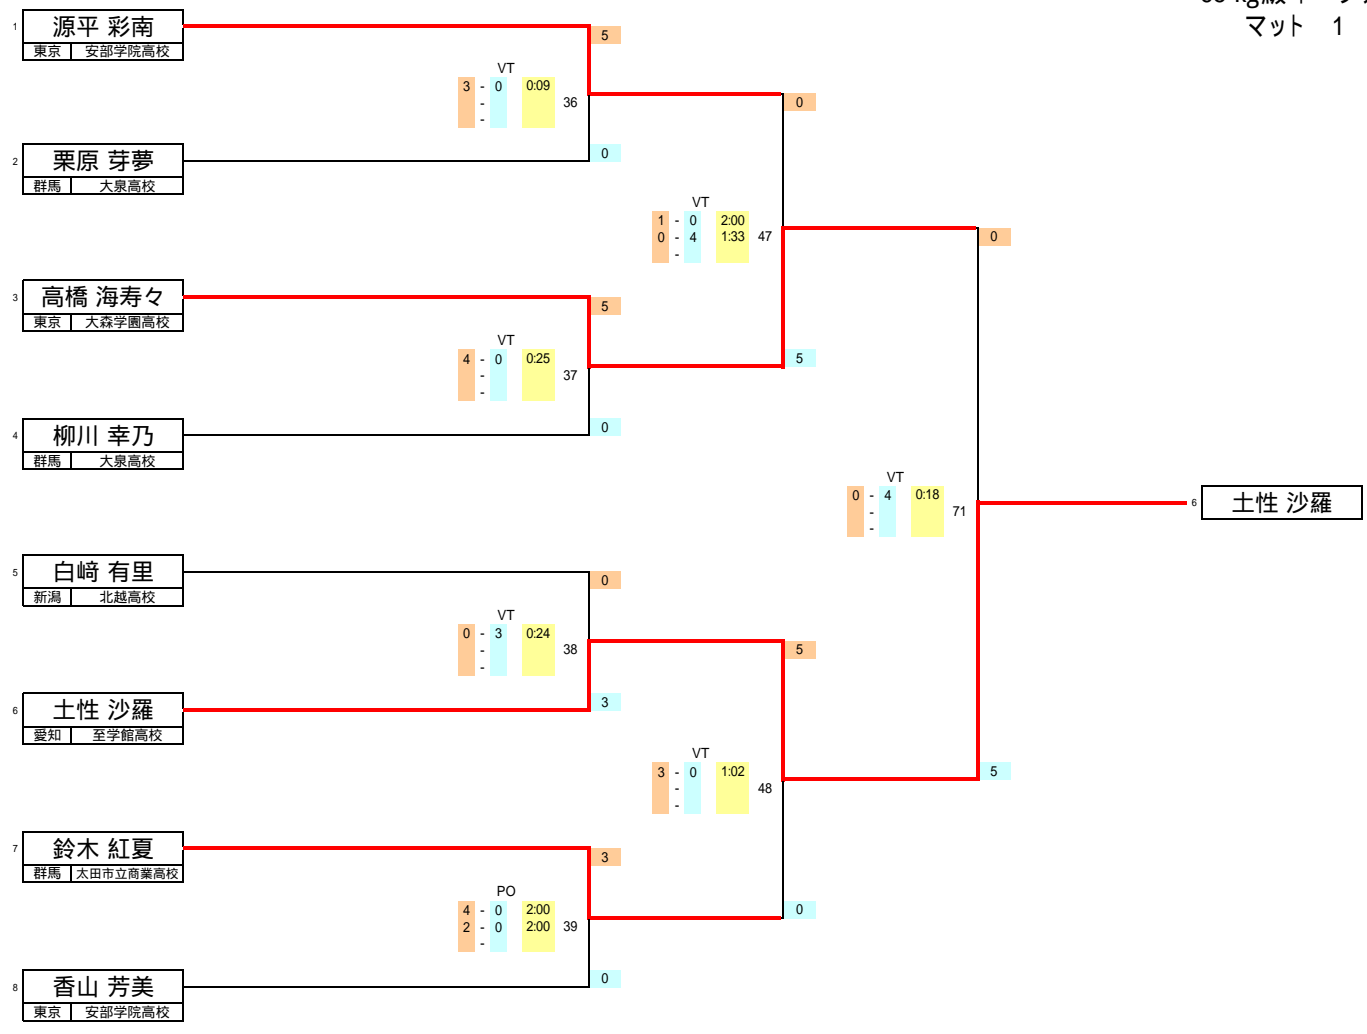 マット 1
1 源平 彩南
東京 安部学院高校
5
VT
3 - 0 0:09
-
-
36
0
2 栗原 芽夢
群馬 大泉高校
0
VT
1 - 0 2:00
0 - 4 1:33
-
47
0
3 高橋 海寿々
東京 大森学園高校
5
VT
4 - 0 0:25
-
-
37
5
4 柳川 幸乃
群馬 大泉高校
0
VT
0 - 4 0:18
-
-
71
6 土性 沙羅
5 白﨑 有里
新潟 北越高校
0
VT
0 - 3 0:24
-
-
38
5
6 土性 沙羅
愛知 至学館高校
3
VT
3 - 0 1:02
-
-
48
5
7 鈴木 紅夏
群馬 太田市立商業高校
3
PO
4 - 0 2:00
2 - 0 2:00
-
39
0
8 香山 芳美
東京 安部学院高校
0